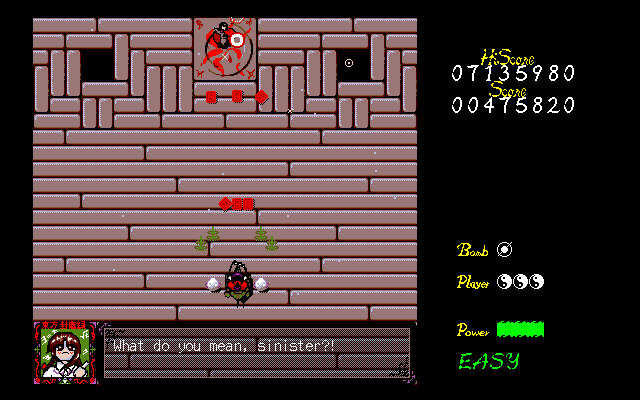 HiScore
07135980
Score
00475820
Bomb
Player
Power
EASY
What do you mean, sinister?!